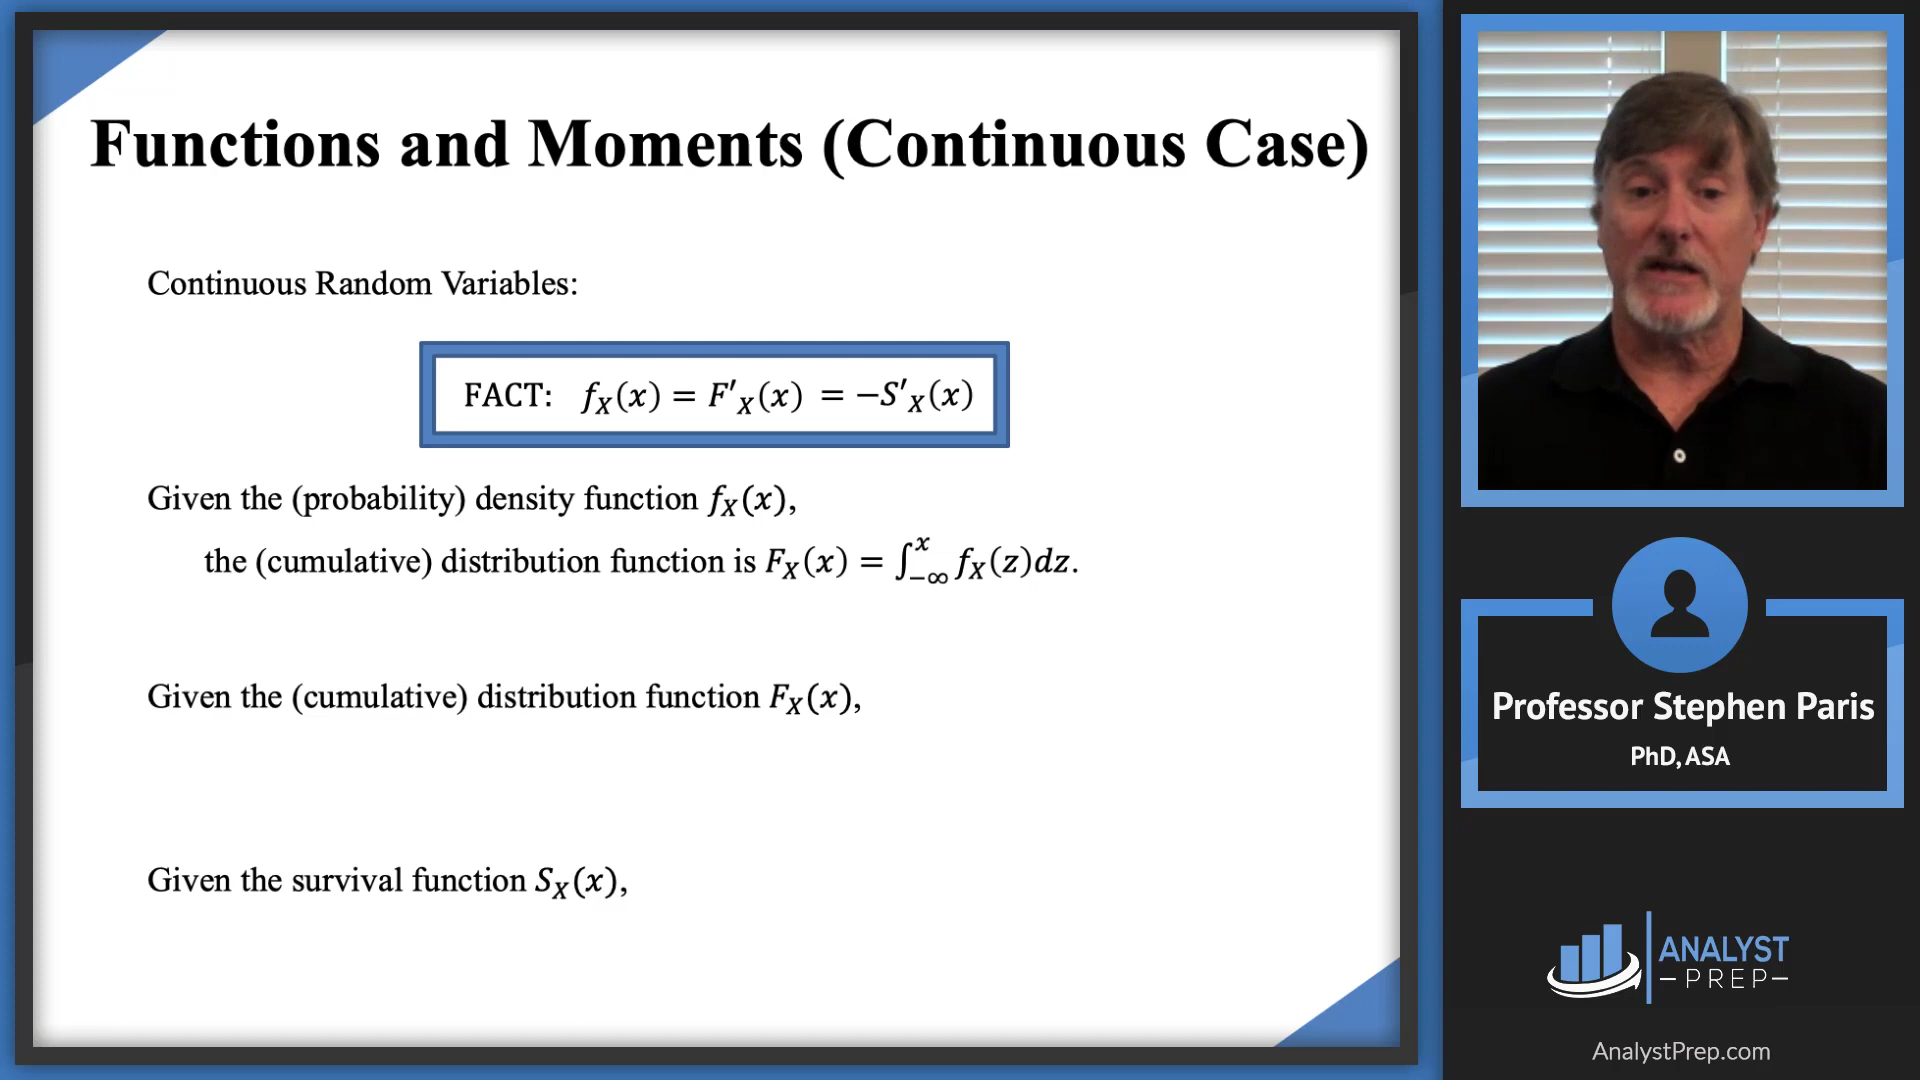 Functions and Moments (Continuous Case)
Continuous Random Variables:
FACT: f_X(x) = F'_X(x) = −S'_X(x)
Given the (probability) density function f_X(x),
the (cumulative) distribution function is F_X(x) = ∫_{−∞}^{x} f_X(z)dz.
Given the (cumulative) distribution function F_X(x),
Given the survival function S_X(x),
Professor Stephen Paris
PhD, ASA
ANALYST
PREP
AnalystPrep.com